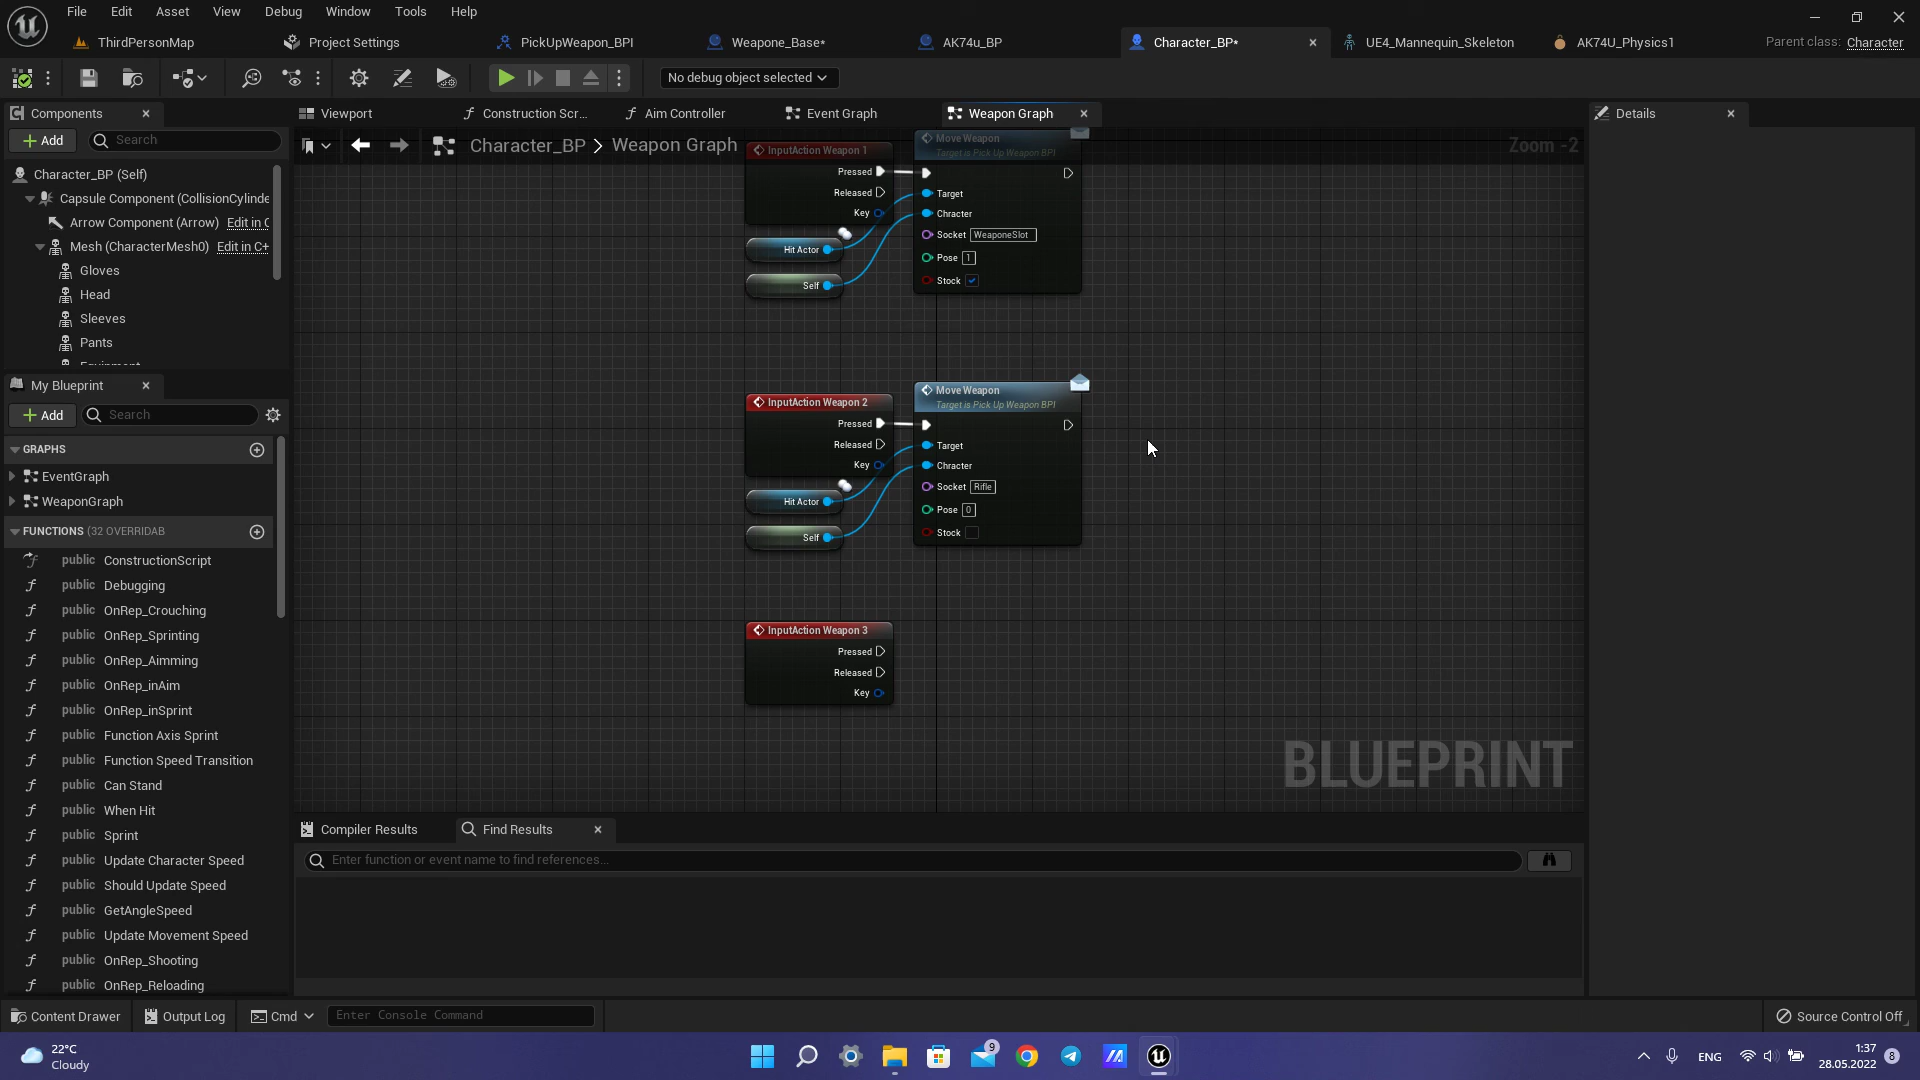 File Edit Asset View Debug Window Tools Help
ThirdPersonMap Project Settings PickUpWeapon_BPI Weapone_Base* AK74u_BP Character_BP* UE4_Mannequin_Skeleton AK74U_Physics1 Parent class: Character
No debug object selected
Components Viewport Construction Scr... Aim Controller Event Graph Weapon Graph Details
Add Search
Character_BP > Weapon Graph
Zoom -2
Character_BP (Self)
Capsule Component (CollisionCylinde
Arrow Component (Arrow) Edit in C
Mesh (CharacterMesh0) Edit in C+
Gloves
Head
Sleeves
Pants
Equipment
InputAction Weapon 1
Pressed
Released
Key
Hit Actor
Self
Move Weapon
Target is Pick Up Weapon BPI
Target
Chracter
Socket WeaponeSlot
Pose 1
Stock
InputAction Weapon 2
Pressed
Released
Key
Hit Actor
Self
Move Weapon
Target is Pick Up Weapon BPI
Target
Chracter
Socket Rifle
Pose 0
Stock
InputAction Weapon 3
Pressed
Released
Key
BLUEPRINT
My Blueprint
Add Search
GRAPHS
EventGraph
WeaponGraph
FUNCTIONS (32 OVERRIDAB
public ConstructionScript
public Debugging
public OnRep_Crouching
public OnRep_Sprinting
public OnRep_Aimming
public OnRep_inAim
public OnRep_inSprint
public Function Axis Sprint
public Function Speed Transition
public Can Stand
public When Hit
public Sprint
public Update Character Speed
public Should Update Speed
public GetAngleSpeed
public Update Movement Speed
public OnRep_Shooting
public OnRep_Reloading
Compiler Results Find Results
Enter function or event name to find references...
Content Drawer Output Log Cmd Enter Console Command Source Control Off
22°C
Cloudy
9
ENG
1:37
28.05.2022
8